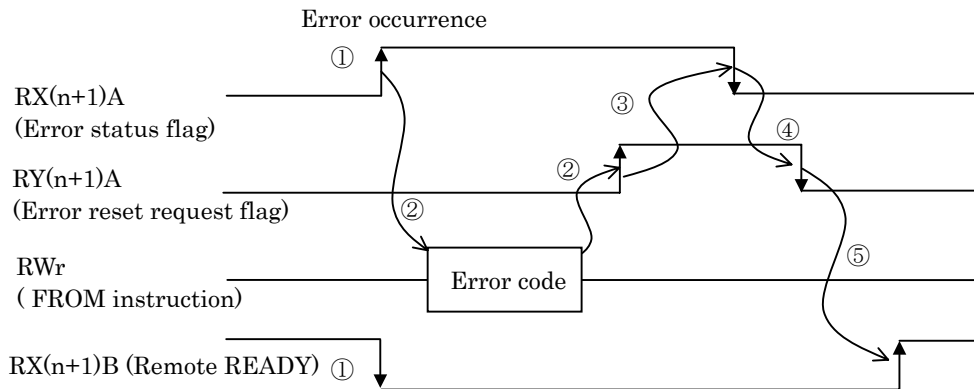 Error occurrence
①
RX(n+1)A
(Error status flag)
③
④
RY(n+1)A
(Error reset request flag)
②
②
RWr
( FROM instruction)
Error code
⑤
RX(n+1)B (Remote READY) ①